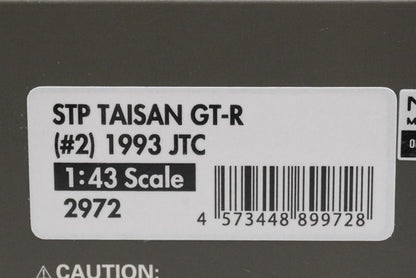 STP TAISAN GT-R
(#2) 1993 JTC
1:43 Scale
2972
4 573448 899728
⚠CAUTION: